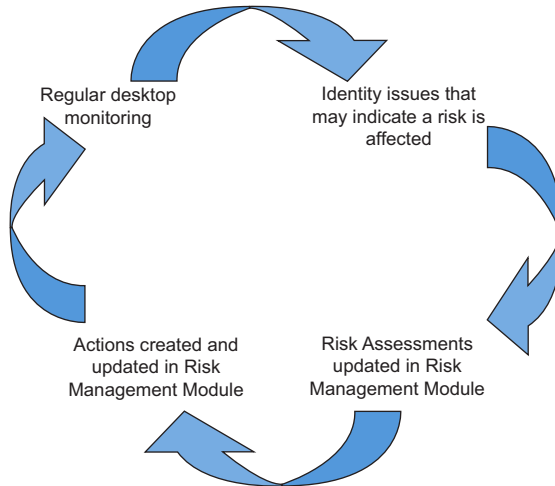 Regular desktop
monitoring
Identity issues that
may indicate a risk is
affected
Risk Assessments
updated in Risk
Management Module
Actions created and
updated in Risk
Management Module